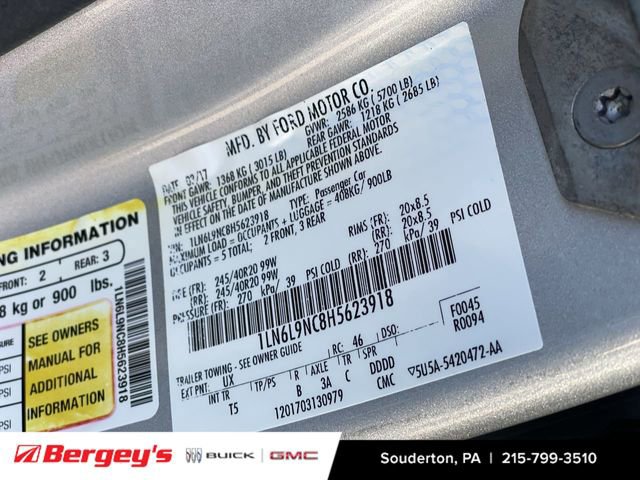 MFD. BY FORD MOTOR CO.
DATE: 03/17 GVWR: 2586 KG ( 5700 LB)
FRONT GAWR: 1368 KG ( 3015 LB) REAR GAWR: 1218 KG ( 2685 LB)
THIS VEHICLE CONFORMS TO ALL APPLICABLE FEDERAL MOTOR
VEHICLE SAFETY, BUMPER, AND THEFT PREVENTION STANDARDS
IN EFFECT ON THE DATE OF MANUFACTURE SHOWN ABOVE.
VIN: 1LN6L9NC8H5623918 TYPE: Passenger Car
MAXIMUM LOAD = OCCUPANTS + LUGGAGE = 408KG / 900LB
OCCUPANTS = 5 TOTAL: 2 FRONT, 3 REAR
TIRE (FR): 245/40R20 99W RIMS (FR): 20x8.5
(RR): 245/40R20 99W (RR): 20x8.5
PRESSURE (FR): 270 kPa/ 39 PSI COLD (RR): 270 kPa/ 39 PSI COLD
1LN6L9NC8H5623918
TRAILER TOWING - SEE OWNER GUIDE
RC: 46 DSO: F0045
R0094
EXT PNT: UX INT TR TP/PS R AXLE TR SPR
T5 B 3A C DDDD
1201703130979 CMC 5U5A-5420472-AA
NG INFORMATION
FRONT: 2 REAR: 3
8 kg or 900 lbs.
SEE OWNERS
MANUAL FOR
ADDITIONAL
INFORMATION
PSI
PSI
PSI
1LN6L9NC8H5623918
Bergey's BUICK GMC Souderton, PA | 215-799-3510